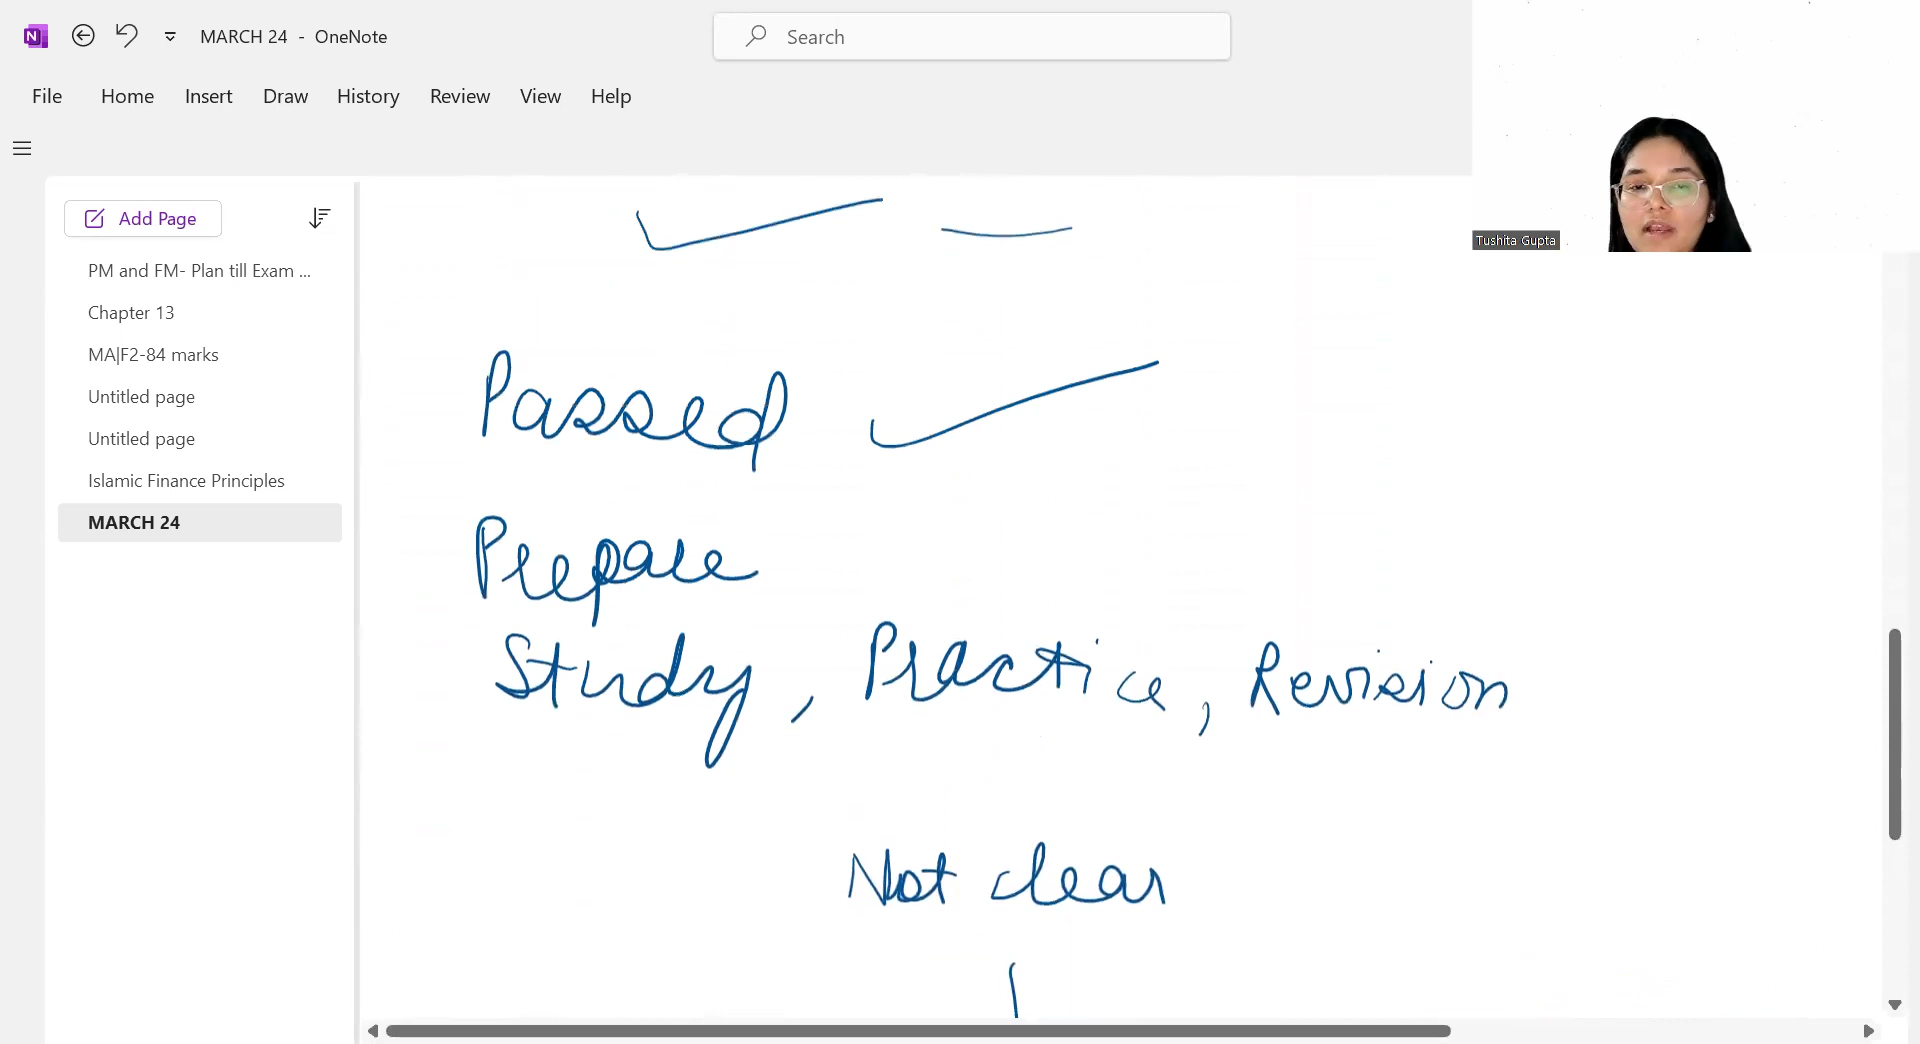 MARCH 24 - OneNote
Search
File Home Insert Draw History Review View Help
Tushita Gupta
Add Page
PM and FM- Plan till Exam ...
Chapter 13
MA|F2-84 marks
Untitled page
Untitled page
Islamic Finance Principles
MARCH 24
Passed
Prepare
Study, Practice, Revision
Not clear